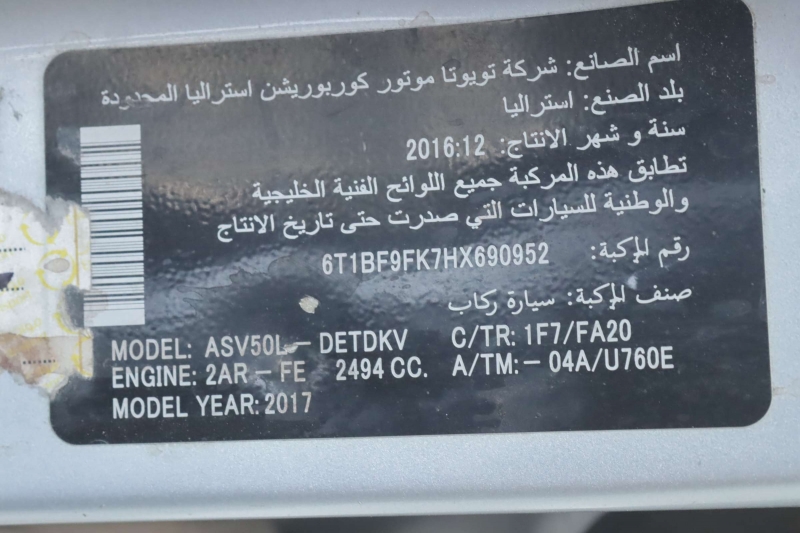 اسم الصانع: شركة تويوتا موتور كوربوريشن استراليا المحدودة
بلد الصنع: استراليا
سنة و شهر الانتاج: 2016:12
تطابق هذه المركبة جميع اللوائح الفنية الخليجية
والوطنية للسيارات التي صدرت حتى تاريخ الانتاج
رقم المركبة: 6T1BF9FK7HX690952
صنف المركبة: سيارة ركاب
MODEL: ASV50L – DETDKV C/TR: 1F7/FA20
ENGINE: 2AR – FE 2494 CC. A/TM: – 04A/U760E
MODEL YEAR: 2017